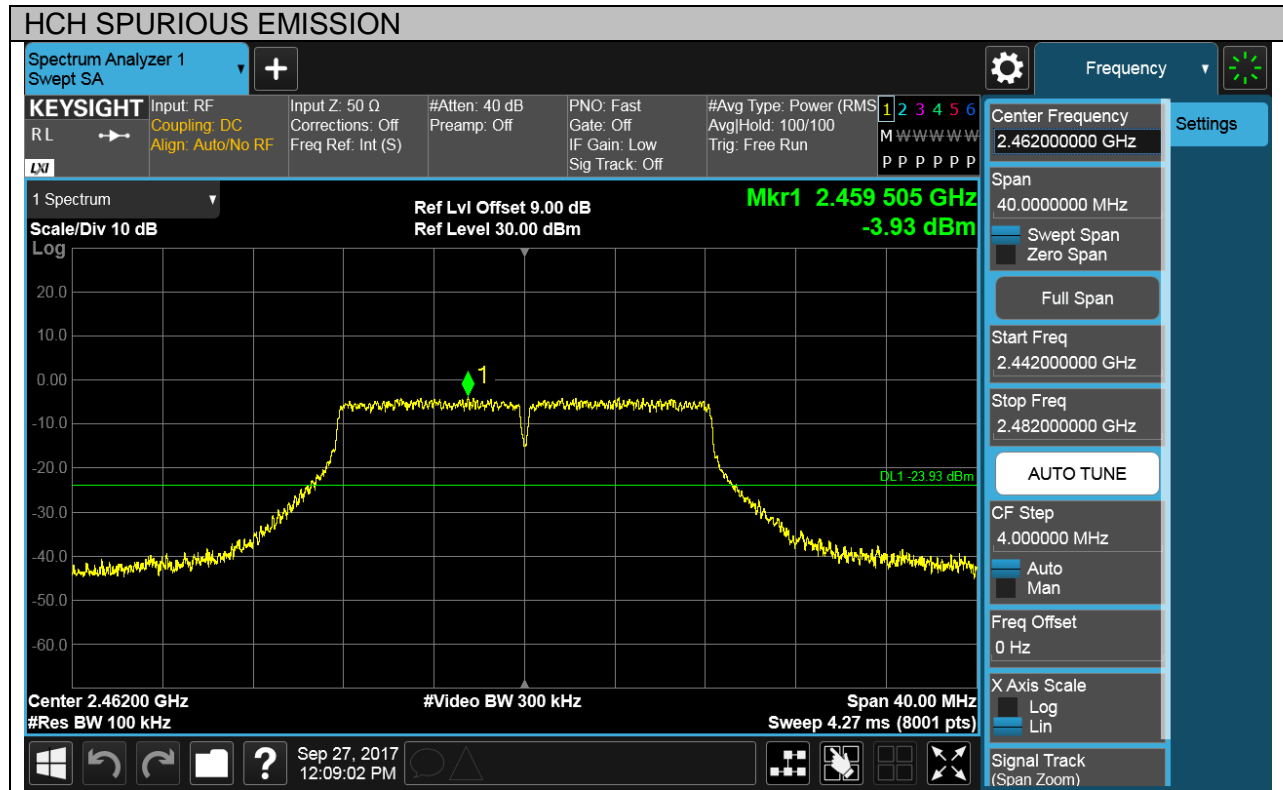 HCH SPURIOUS EMISSION
Spectrum Analyzer 1
Swept SA
Frequency
KEYSIGHT
R L
LXI
Input: RF
Coupling: DC
Align: Auto/No RF
Input Z: 50 Ω
Corrections: Off
Freq Ref: Int (S)
#Atten: 40 dB
Preamp: Off
PNO: Fast
Gate: Off
IF Gain: Low
Sig Track: Off
#Avg Type: Power (RMS
Avg|Hold: 100/100
Trig: Free Run
1 2 3 4 5 6
M W W W W W
P P P P P P
1 Spectrum
Scale/Div 10 dB
Log
Ref Lvl Offset 9.00 dB
Ref Level 30.00 dBm
Mkr1 2.459 505 GHz
-3.93 dBm
20.0
10.0
0.00
-10.0
-20.0
-30.0
-40.0
-50.0
-60.0
1
DL1 -23.93 dBm
Center 2.46200 GHz
#Res BW 100 kHz
#Video BW 300 kHz
Span 40.00 MHz
Sweep 4.27 ms (8001 pts)
Center Frequency
2.462000000 GHz
Settings
Span
40.0000000 MHz
Swept Span
Zero Span
Full Span
Start Freq
2.442000000 GHz
Stop Freq
2.482000000 GHz
AUTO TUNE
CF Step
4.000000 MHz
Auto
Man
Freq Offset
0 Hz
X Axis Scale
Log
Lin
Signal Track
(Span Zoom)
?
Sep 27, 2017
12:09:02 PM